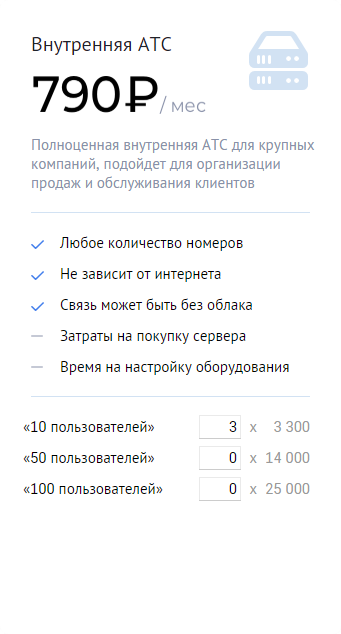 Внутренняя АТС
790₽/ мес
Полноценная внутренняя АТС для крупных
компаний, подойдет для организации
продаж и обслуживания клиентов
Любое количество номеров
Не зависит от интернета
Связь может быть без облака
Затраты на покупку сервера
Время на настройку оборудования
«10 пользователей» 3 x 3 300
«50 пользователей» 0 x 14 000
«100 пользователей» 0 x 25 000